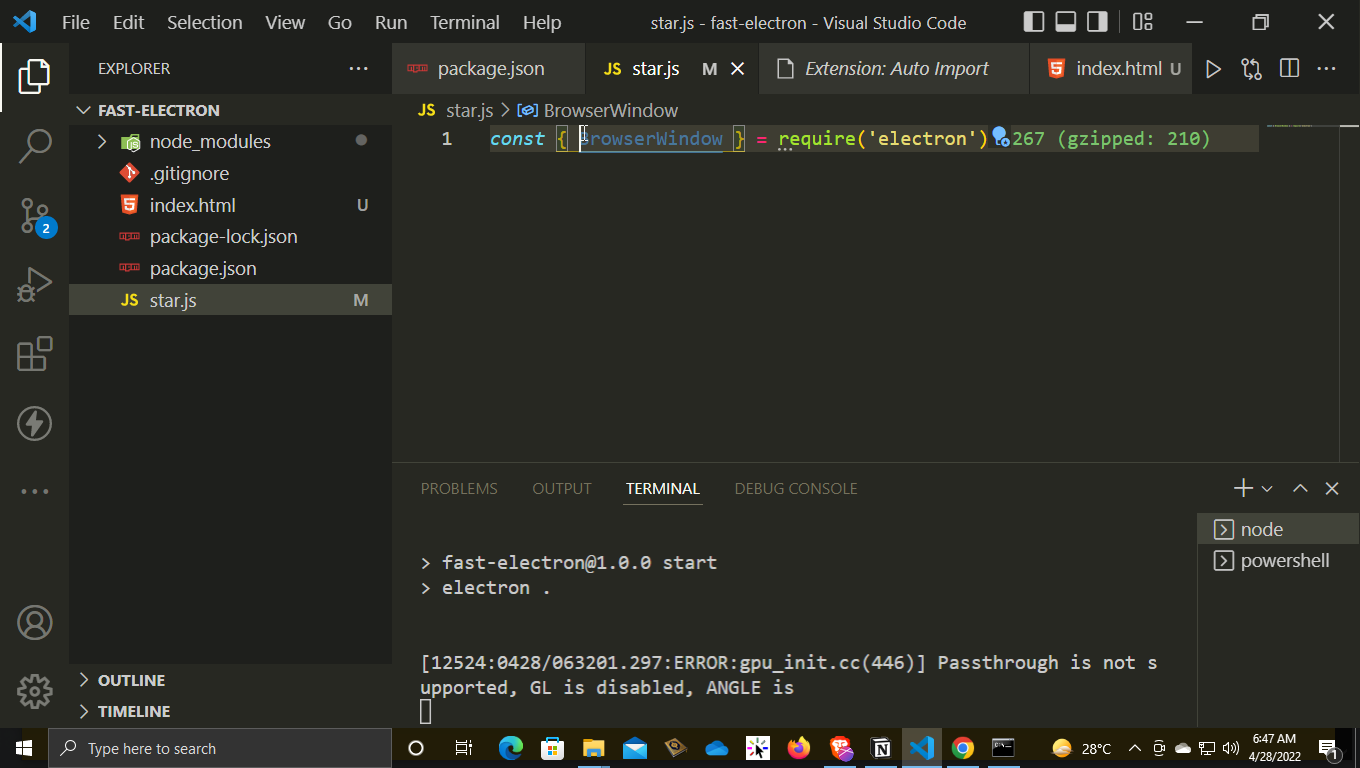 File Edit Selection View Go Run Terminal Help star.js - fast-electron - Visual Studio Code
EXPLORER
package.json
JS star.js M
Extension: Auto Import
index.html U
FAST-ELECTRON
node_modules
.gitignore
index.html U
package-lock.json
package.json
JS star.js M
2
JS star.js > BrowserWindow
1 const { BrowserWindow } = require('electron') 267 (gzipped: 210)
PROBLEMS OUTPUT TERMINAL DEBUG CONSOLE
node
powershell
> fast-electron@1.0.0 start
> electron .
[12524:0428/063201.297:ERROR:gpu_init.cc(446)] Passthrough is not s
upported, GL is disabled, ANGLE is
OUTLINE
TIMELINE
Type here to search
28°C
6:47 AM
4/28/2022
1